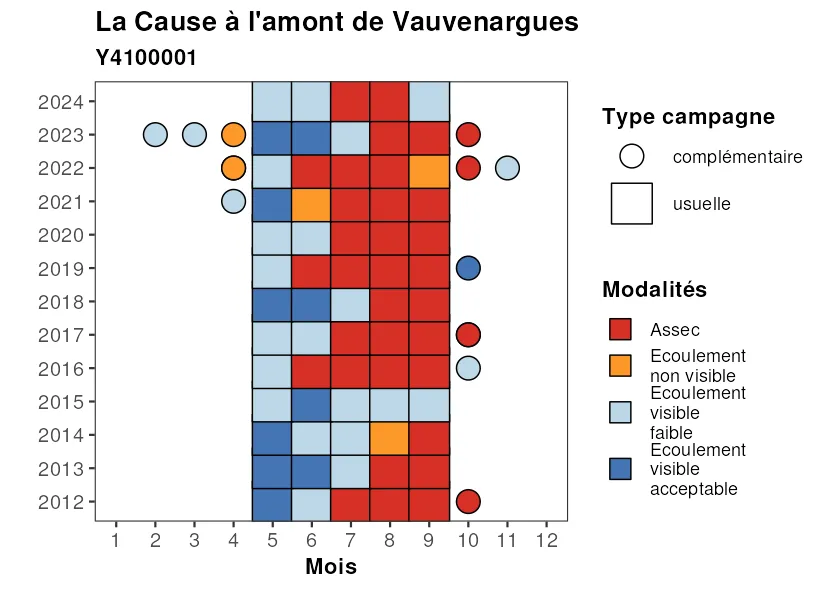 La Cause à l'amont de Vauvenargues
Y4100001
2024
2023
2022
2021
2020
2019
2018
2017
2016
2015
2014
2013
2012
1 2 3 4 5 6 7 8 9 10 11 12
Mois
Type campagne
complémentaire
usuelle
Modalités
Assec
Ecoulement
non visible
Ecoulement
visible
faible
Ecoulement
visible
acceptable